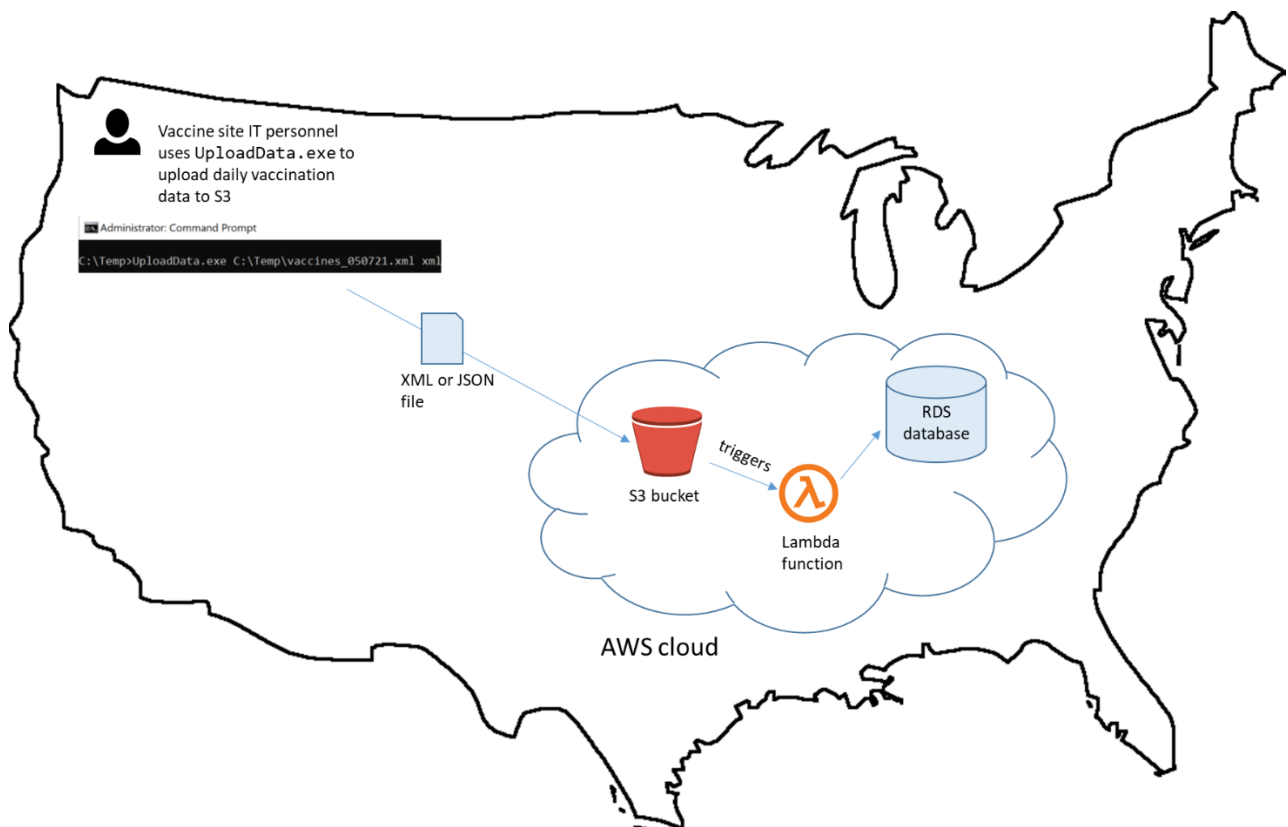 Vaccine site IT personnel
uses UploadData.exe to
upload daily vaccination
data to S3
Administrator: Command Prompt
C:\Temp>UploadData.exe C:\Temp\vaccines_050721.xml xml
XML or JSON
file
S3 bucket
triggers
Lambda
function
RDS
database
AWS cloud